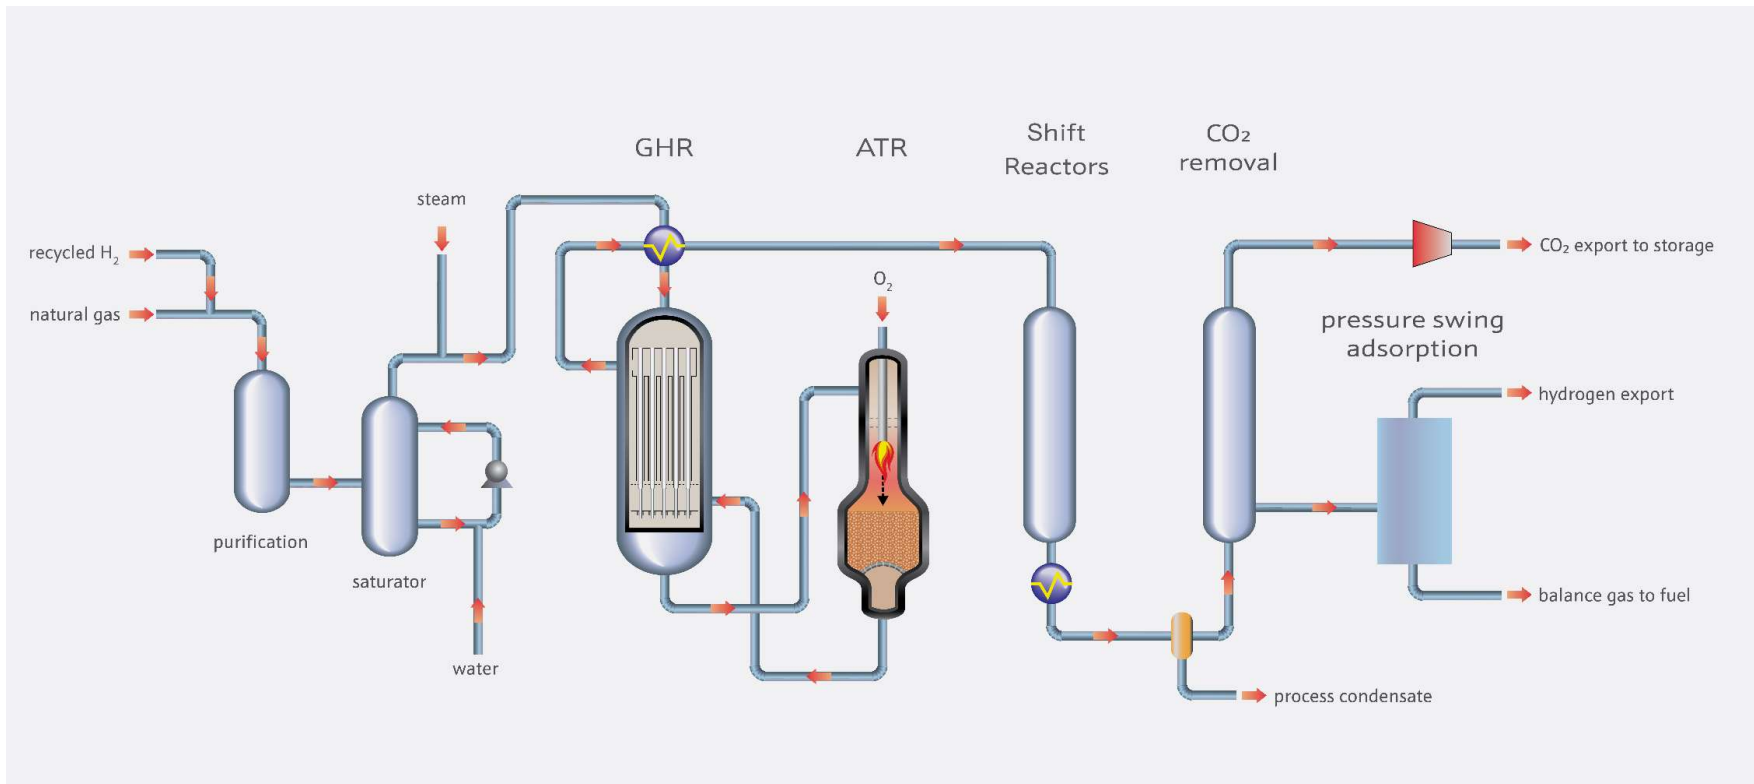 Shift
Reactors
CO₂
removal
GHR
ATR
steam
recycled H₂
natural gas
O₂
CO₂ export to storage
pressure swing
adsorption
hydrogen export
purification
saturator
balance gas to fuel
water
process condensate